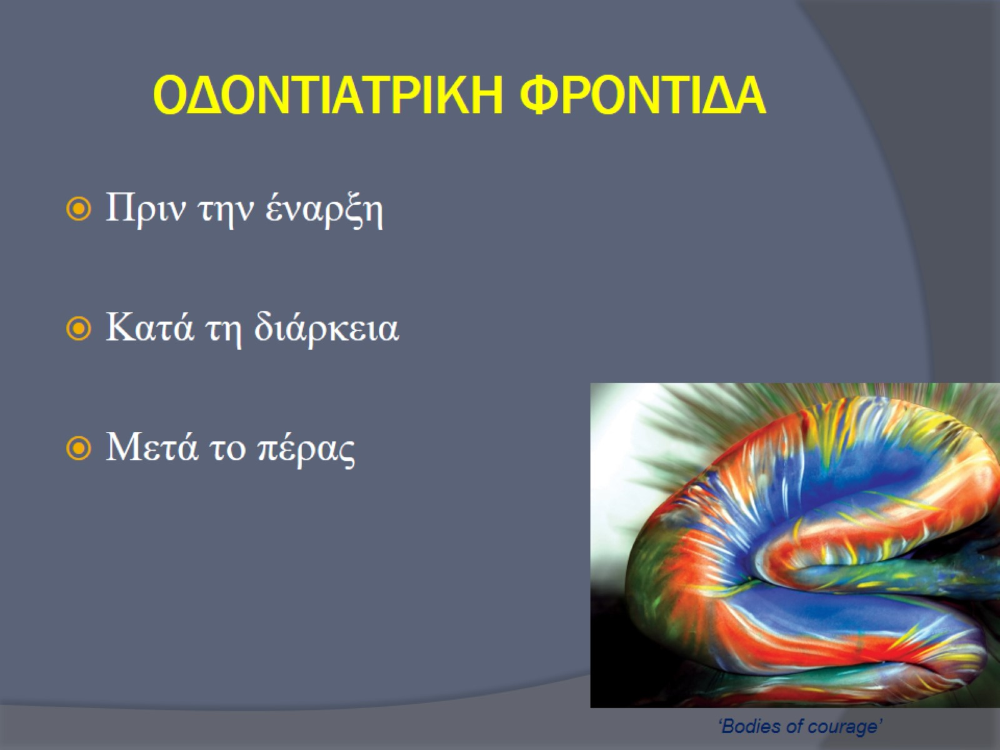 ΟΔΟΝΤΙΑΤΡΙΚΗ ΦΡΟΝΤΙΔΑ
Πριν την έναρξη
Κατά τη διάρκεια
Μετά το πέρας
‘Bodies of courage’